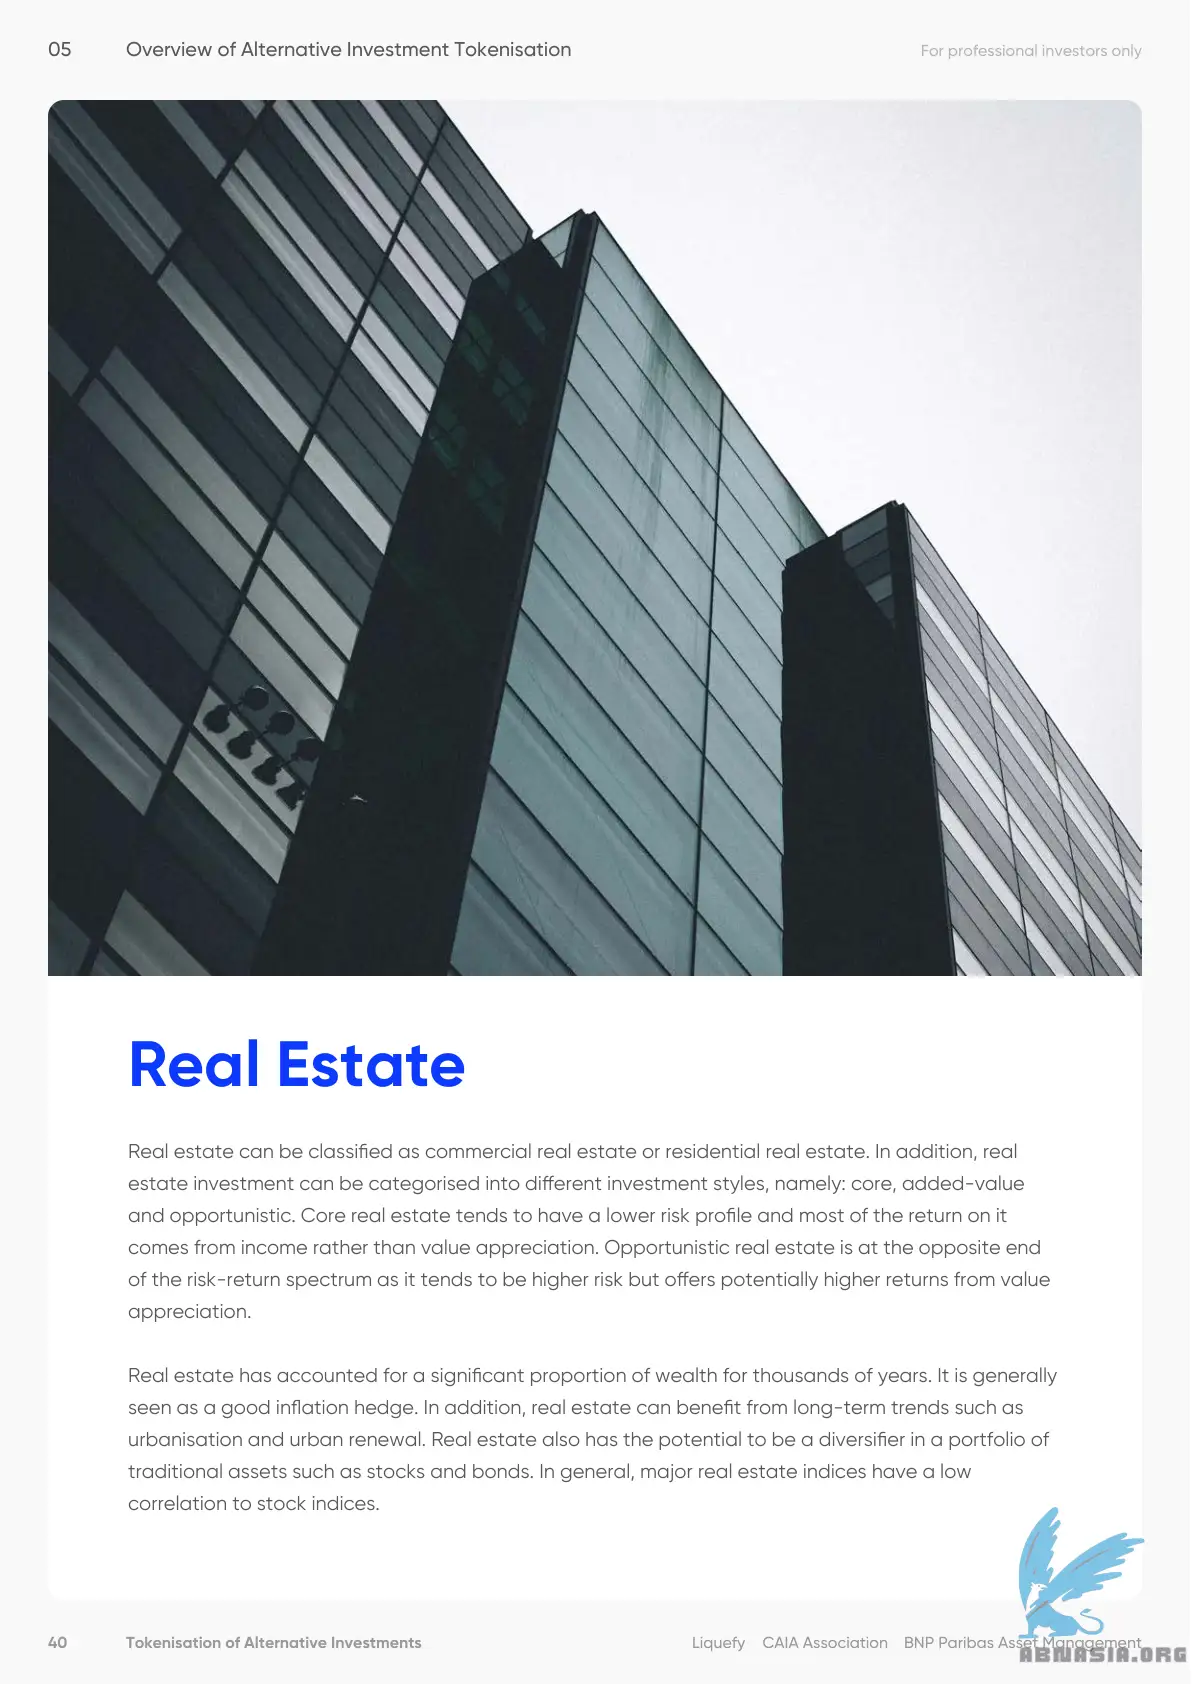 05 Overview of Alternative Investment Tokenisation For professional investors only
Real Estate
Real estate can be classified as commercial real estate or residential real estate. In addition, real
estate investment can be categorised into different investment styles, namely: core, added-value
and opportunistic. Core real estate tends to have a lower risk profile and most of the return on it
comes from income rather than value appreciation. Opportunistic real estate is at the opposite end
of the risk-return spectrum as it tends to be higher risk but offers potentially higher returns from value
appreciation.
Real estate has accounted for a significant proportion of wealth for thousands of years. It is generally
seen as a good inflation hedge. In addition, real estate can benefit from long-term trends such as
urbanisation and urban renewal. Real estate also has the potential to be a diversifier in a portfolio of
traditional assets such as stocks and bonds. In general, major real estate indices have a low
correlation to stock indices.
40 Tokenisation of Alternative Investments Liquefy CAIA Association BNP Paribas Asset Management
ABNASIA.ORG